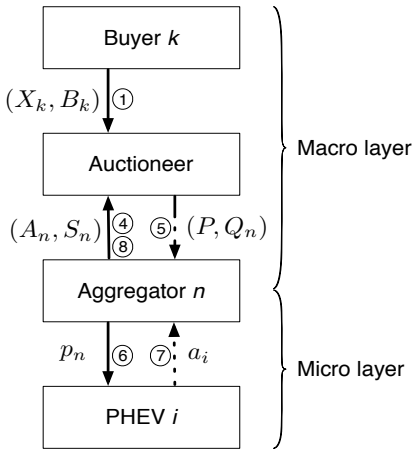 Buyer k
(X_k, B_k) ①
Auctioneer
Macro layer
(A_n, S_n) ④ ⑤ (P, Q_n)
⑧
Aggregator n
p_n ⑥ ⑦ a_i
Micro layer
PHEV i